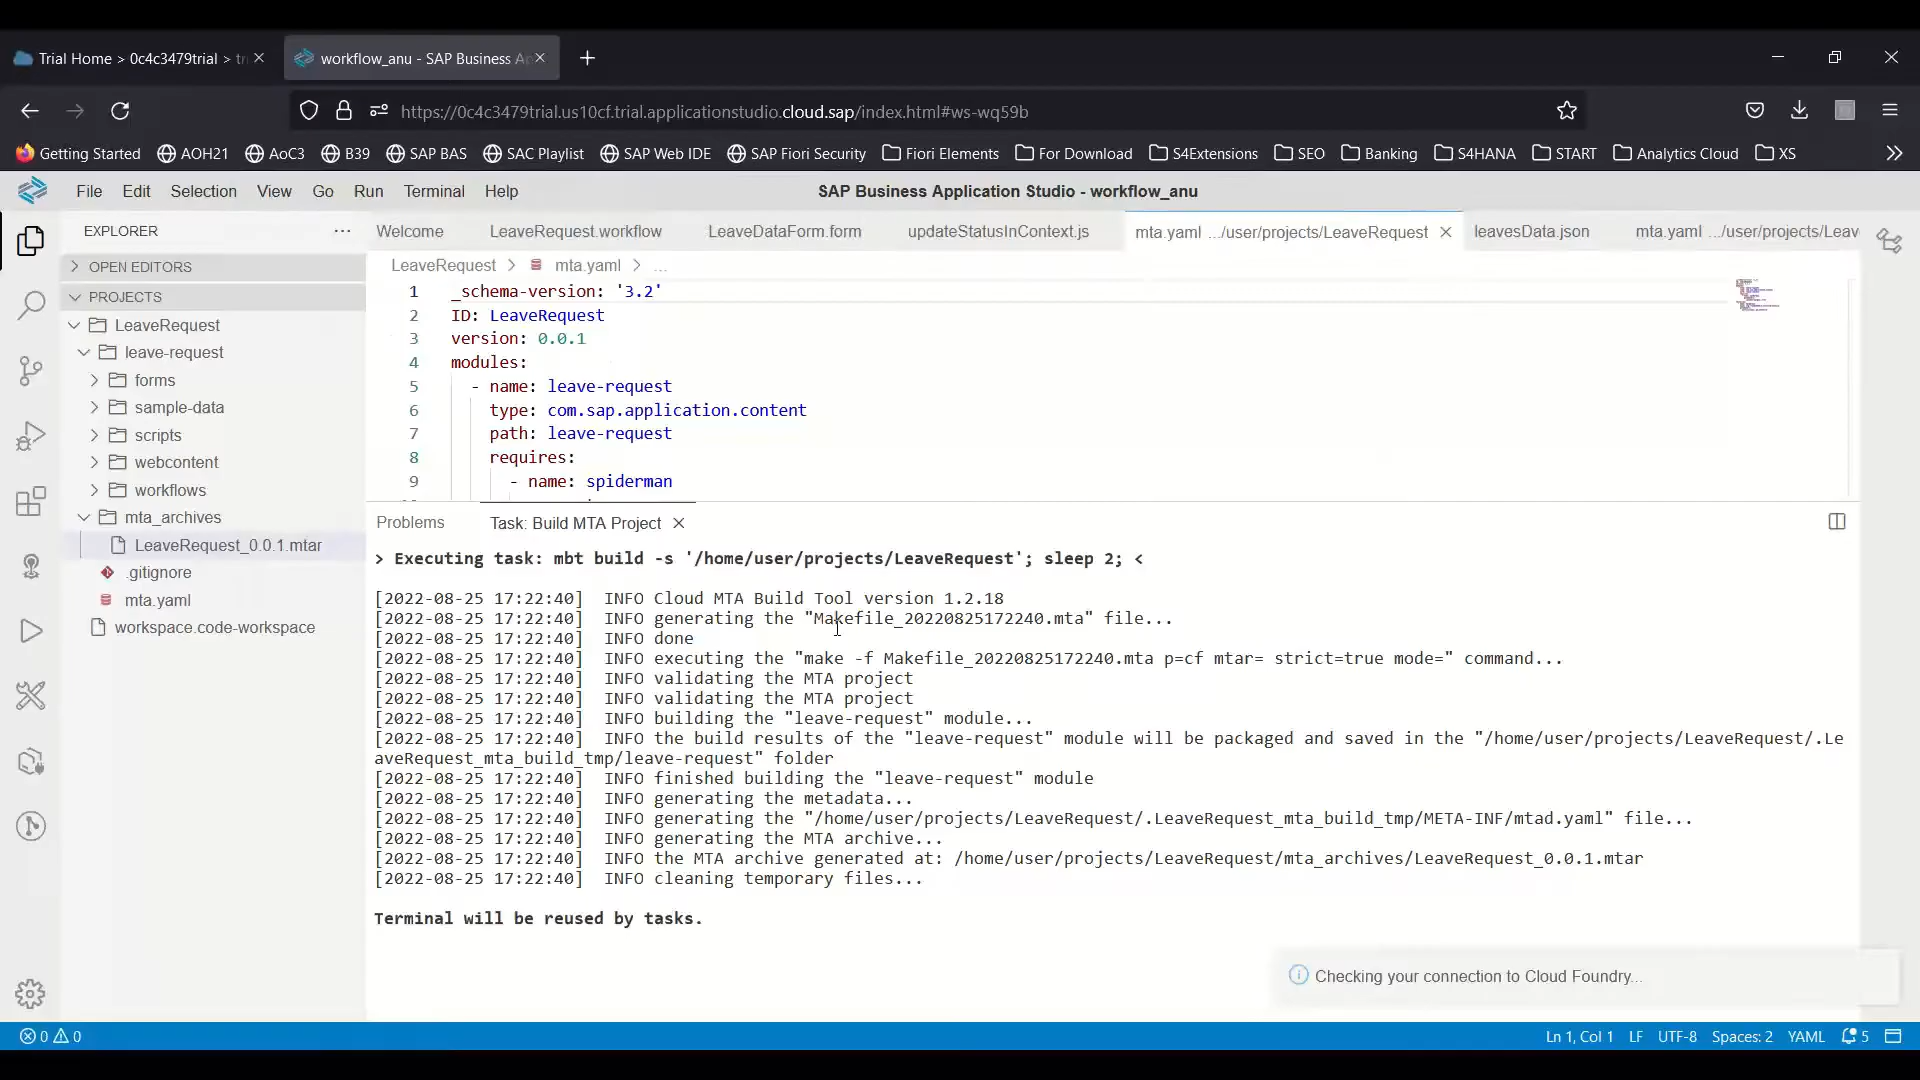 Trial Home > 0c4c3479trial > tr
workflow_anu - SAP Business Ap
https://0c4c3479trial.us10cf.trial.applicationstudio.cloud.sap/index.html#ws-wq59b
Getting Started AOH21 AoC3 B39 SAP BAS SAC Playlist SAP Web IDE SAP Fiori Security Fiori Elements For Download S4Extensions SEO Banking S4HANA START Analytics Cloud XS
File Edit Selection View Go Run Terminal Help SAP Business Application Studio - workflow_anu
EXPLORER
OPEN EDITORS
PROJECTS
LeaveRequest
leave-request
forms
sample-data
scripts
webcontent
workflows
mta_archives
LeaveRequest_0.0.1.mtar
.gitignore
mta.yaml
workspace.code-workspace
Welcome LeaveRequest.workflow LeaveDataForm.form updateStatusInContext.js mta.yaml .../user/projects/LeaveRequest leavesData.json mta.yaml .../user/projects/Leav
LeaveRequest > mta.yaml > ...
1 _schema-version: '3.2'
2 ID: LeaveRequest
3 version: 0.0.1
4 modules:
5 - name: leave-request
6 type: com.sap.application.content
7 path: leave-request
8 requires:
9 - name: spiderman
Problems Task: Build MTA Project
> Executing task: mbt build -s '/home/user/projects/LeaveRequest'; sleep 2; <
[2022-08-25 17:22:40] INFO Cloud MTA Build Tool version 1.2.18
[2022-08-25 17:22:40] INFO generating the "Makefile_20220825172240.mta" file...
[2022-08-25 17:22:40] INFO done
[2022-08-25 17:22:40] INFO executing the "make -f Makefile_20220825172240.mta p=cf mtar= strict=true mode=" command...
[2022-08-25 17:22:40] INFO validating the MTA project
[2022-08-25 17:22:40] INFO validating the MTA project
[2022-08-25 17:22:40] INFO building the "leave-request" module...
[2022-08-25 17:22:40] INFO the build results of the "leave-request" module will be packaged and saved in the "/home/user/projects/LeaveRequest/.Le
aveRequest_mta_build_tmp/leave-request" folder
[2022-08-25 17:22:40] INFO finished building the "leave-request" module
[2022-08-25 17:22:40] INFO generating the metadata...
[2022-08-25 17:22:40] INFO generating the "/home/user/projects/LeaveRequest/.LeaveRequest_mta_build_tmp/META-INF/mtad.yaml" file...
[2022-08-25 17:22:40] INFO generating the MTA archive...
[2022-08-25 17:22:40] INFO the MTA archive generated at: /home/user/projects/LeaveRequest/mta_archives/LeaveRequest_0.0.1.mtar
[2022-08-25 17:22:40] INFO cleaning temporary files...
Terminal will be reused by tasks.
Checking your connection to Cloud Foundry...
0 0 Ln 1, Col 1 LF UTF-8 Spaces: 2 YAML 5